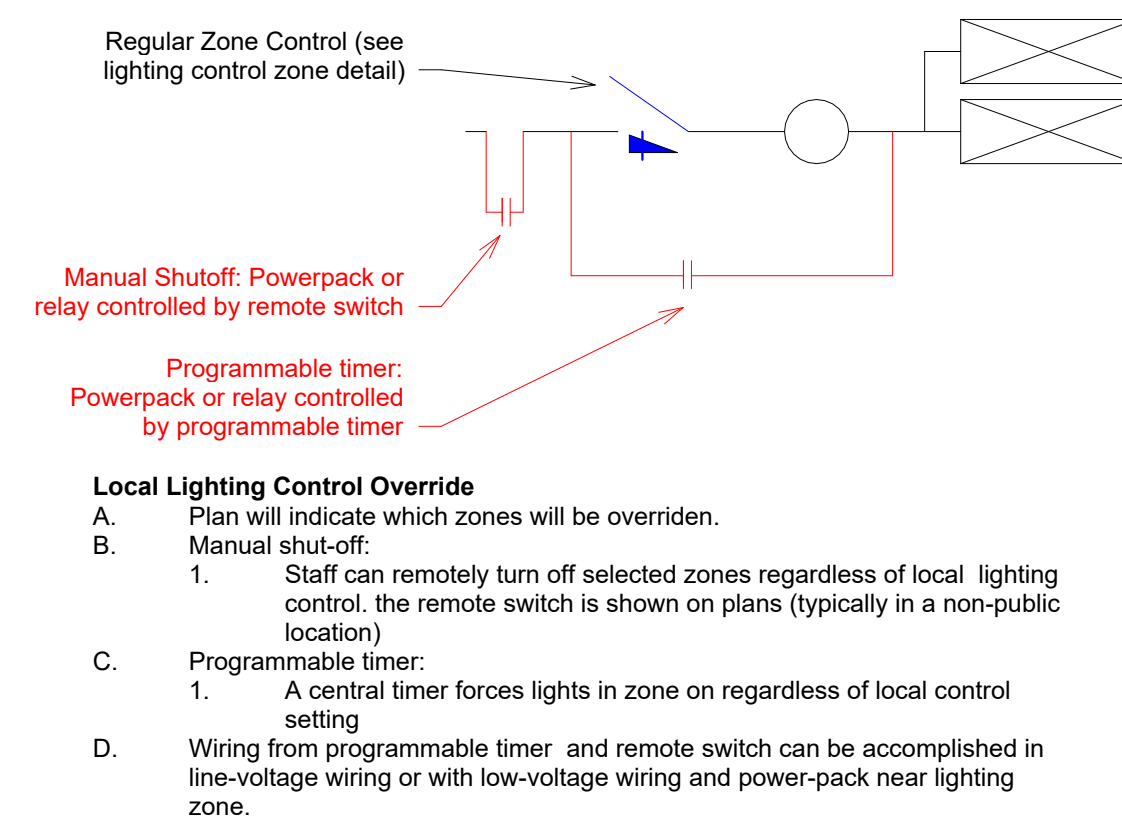 Regular Zone Control (see
lighting control zone detail)
Manual Shutoff: Powerpack or
relay controlled by remote switch
Programmable timer:
Powerpack or relay controlled
by programmable timer
Local Lighting Control Override
A. Plan will indicate which zones will be overriden.
B. Manual shut-off:
1. Staff can remotely turn off selected zones regardless of local lighting
control. the remote switch is shown on plans (typically in a non-public
location)
C. Programmable timer:
1. A central timer forces lights in zone on regardless of local control
setting
D. Wiring from programmable timer and remote switch can be accomplished in
line-voltage wiring or with low-voltage wiring and power-pack near lighting
zone.